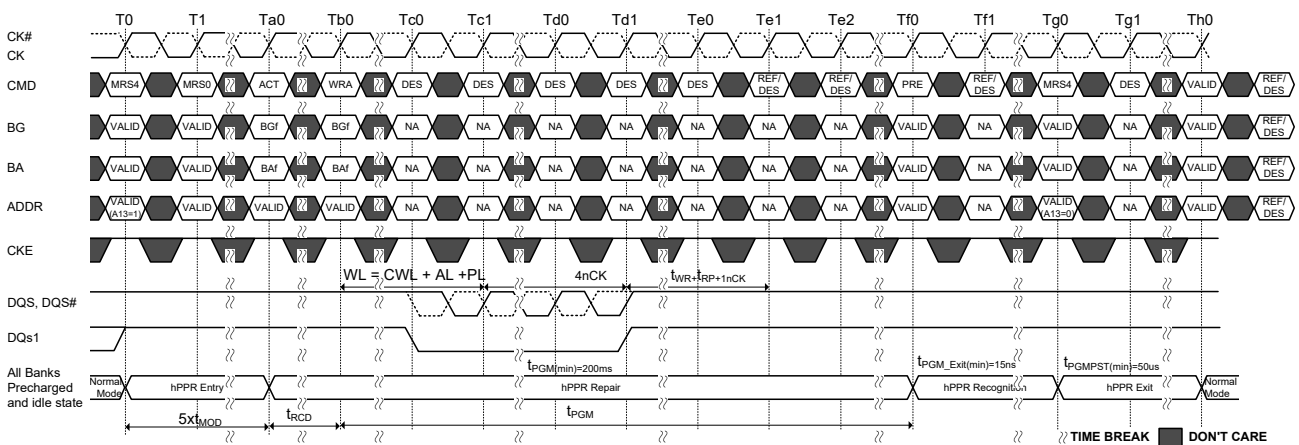 T0 T1 Ta0 Tb0 Tc0 Tc1 Td0 Td1 Te0 Te1 Te2 Tf0 Tf1 Tg0 Tg1 Th0
CK#
CK
CMD MRS4 MRS0 ACT WRA DES DES DES DES DES REF/DES REF/DES PRE REF/DES MRS4 DES VALID REF/DES
BG VALID VALID BGf BGf NA NA NA NA NA NA NA VALID NA VALID NA VALID REF/DES
BA VALID VALID BAf BAf NA NA NA NA NA NA NA VALID NA VALID NA VALID REF/DES
ADDR VALID (A13=1) VALID VALID VALID NA NA NA NA NA NA NA VALID NA VALID (A13=0) NA VALID REF/DES
CKE
WL = CWL + AL +PL 4nCK tWR+tRP+1nCK
DQS, DQS#
DQs1
tPGM(min)=200ms tPGM_Exit(min)=15ns tPGMPST(min)=50us
All Banks
Precharged
and idle state
Normal Mode hPPR Entry hPPR Repair hPPR Recognition hPPR Exit Normal Mode
5xtMOD tRCD tPGM
TIME BREAK DON'T CARE